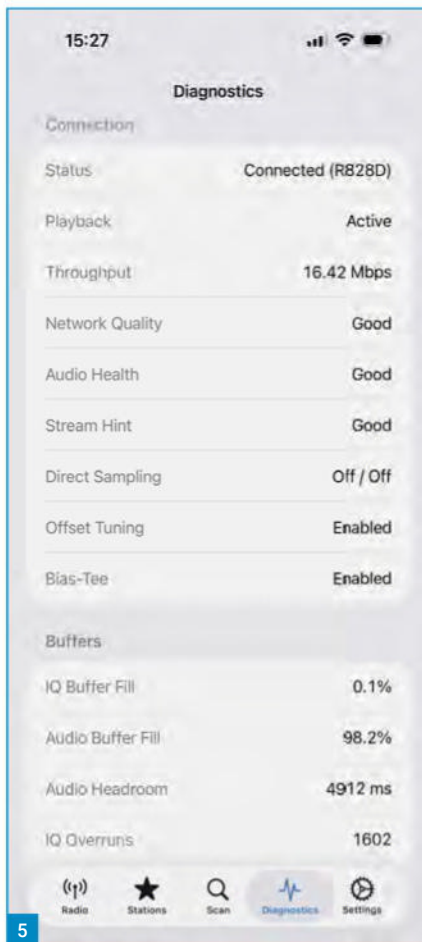 15:27
Diagnostics
Connection
Status Connected (R828D)
Playback Active
Throughput 16.42 Mbps
Network Quality Good
Audio Health Good
Stream Hint Good
Direct Sampling Off / Off
Offset Tuning Enabled
Bias-Tee Enabled
Buffers
IQ Buffer Fill 0.1%
Audio Buffer Fill 98.2%
Audio Headroom 4912 ms
IQ Overruns 1602
Radio Stations Scan Diagnostics Settings
5